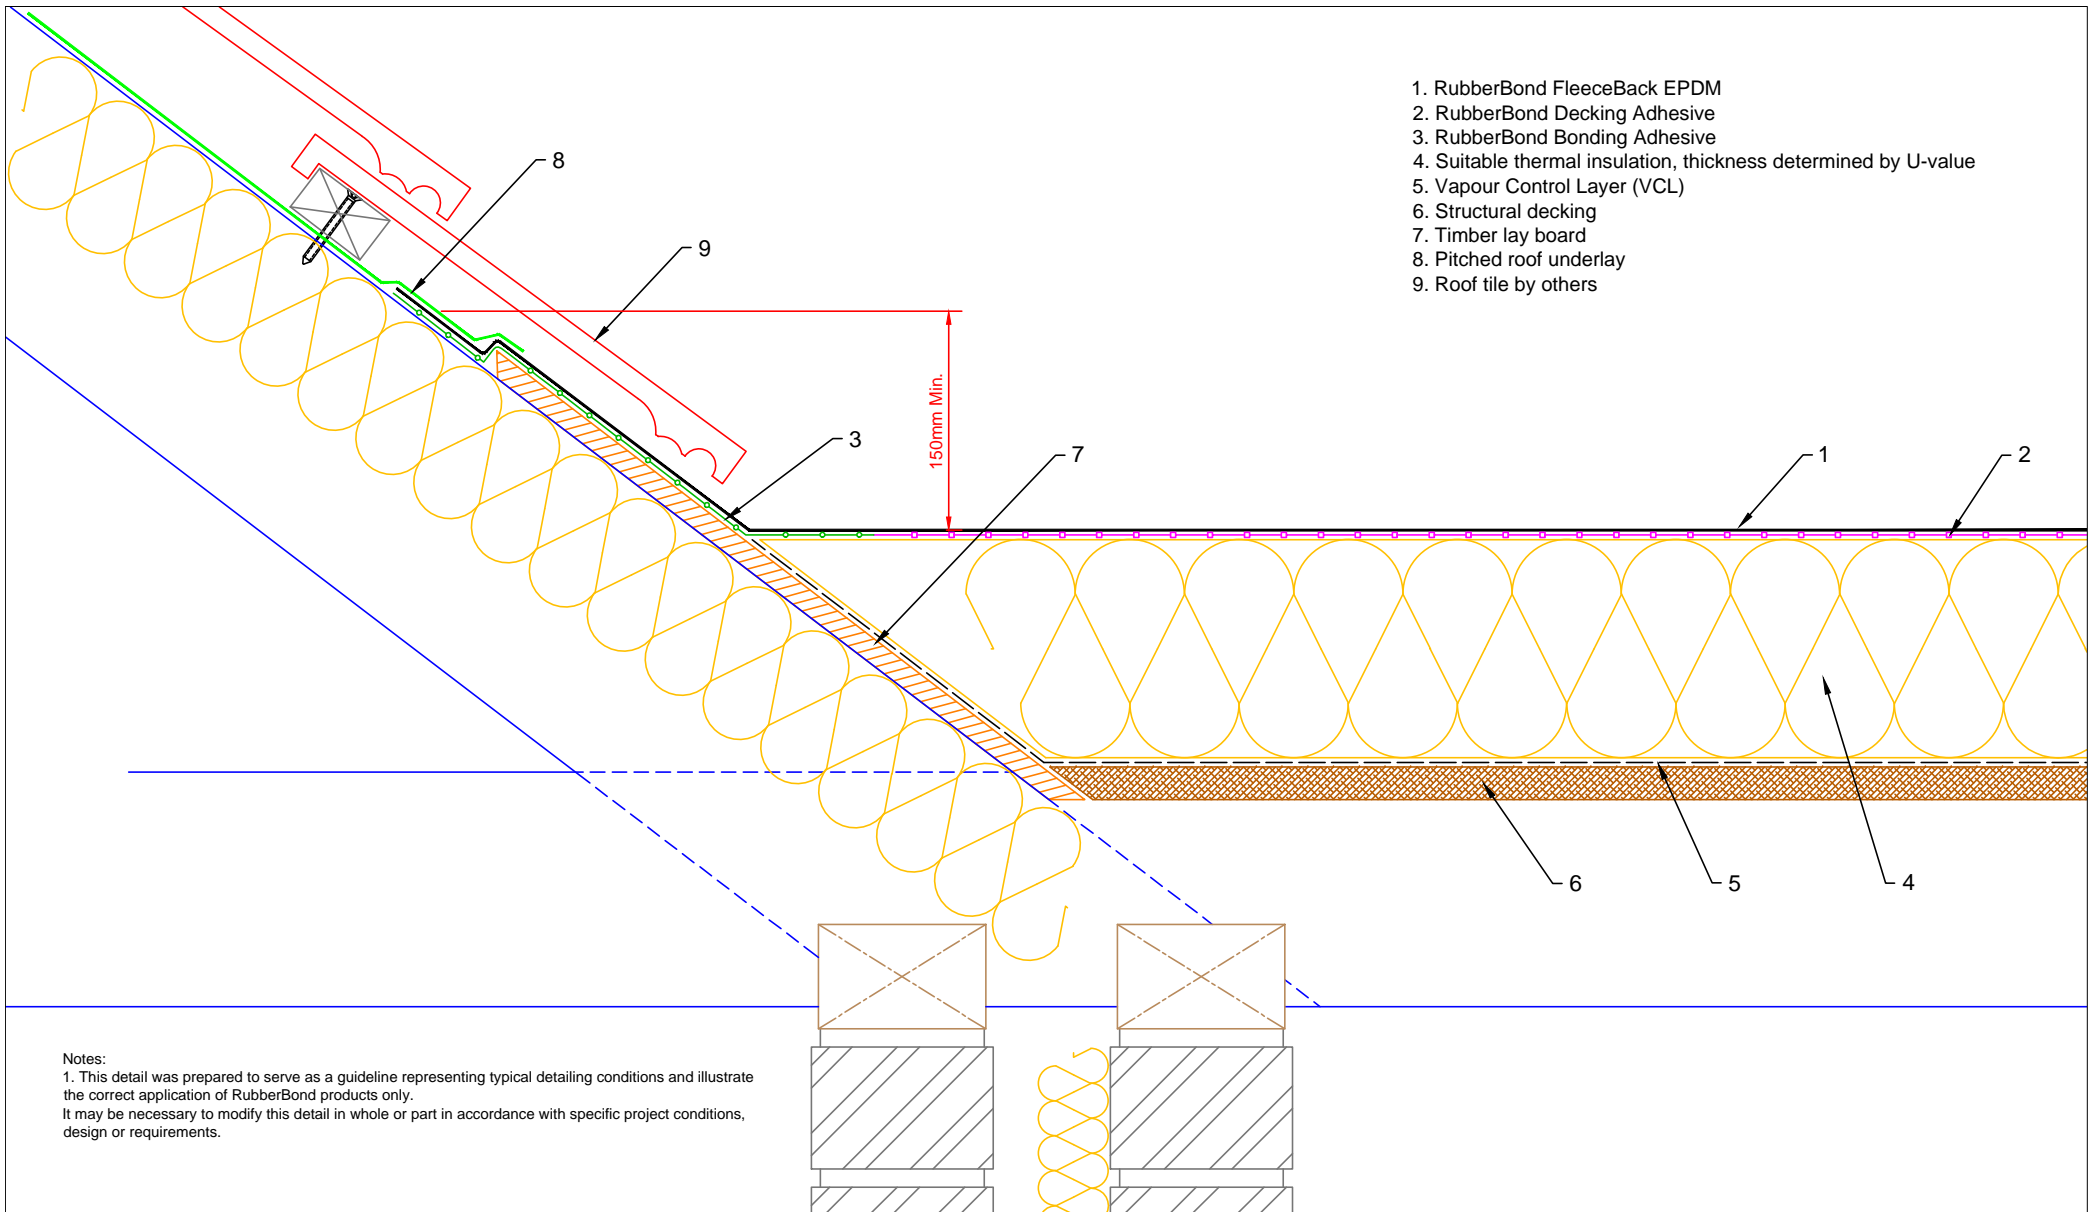 1. RubberBond FleeceBack EPDM
2. RubberBond Decking Adhesive
3. RubberBond Bonding Adhesive
4. Suitable thermal insulation, thickness determined by U-value
5. Vapour Control Layer (VCL)
6. Structural decking
7. Timber lay board
8. Pitched roof underlay
9. Roof tile by others
8
9
150mm Min.
3
7
1
2
6
5
4
Notes:
1. This detail was prepared to serve as a guideline representing typical detailing conditions and illustrate
the correct application of RubberBond products only.
It may be necessary to modify this detail in whole or part in accordance with specific project conditions,
design or requirements.